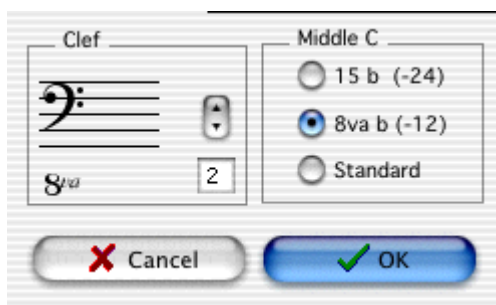 Clef
8va
2
Middle C
15 b (-24)
8va b (-12)
Standard
Cancel
OK